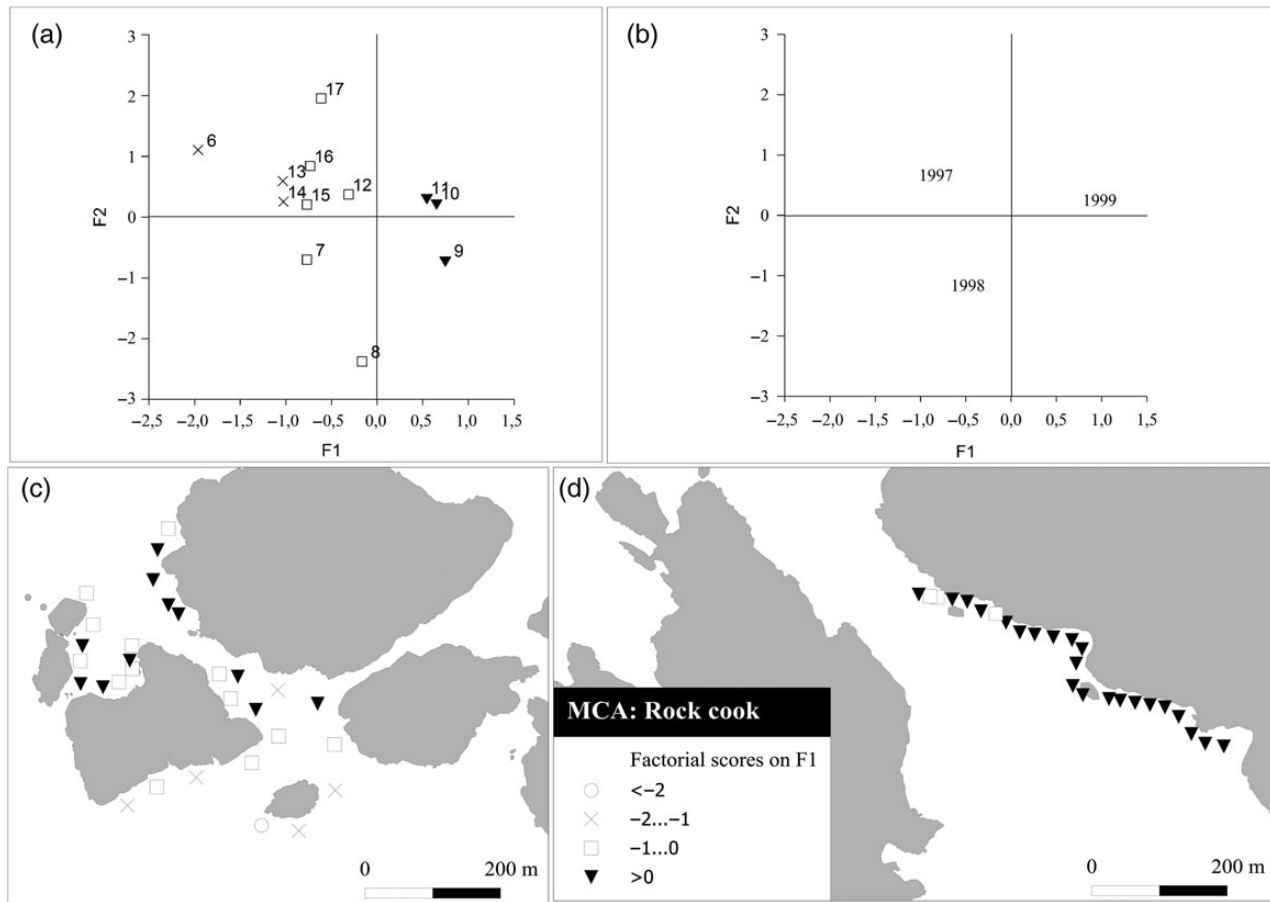 (a)
3
2
1
0
−1
−2
−3
F2
17
6
16
13
12
14
15
11
10
7
9
8
−2,5 −2,0 −1,5 −1,0 −0,5 0,0 0,5 1,0 1,5
F1
(b)
3
2
1
0
−1
−2
−3
F2
1997
1999
1998
−2,5 −2,0 −1,5 −1,0 −0,5 0,0 0,5 1,0 1,5
F1
(c)
0 200 m
(d)
MCA: Rock cook
Factorial scores on F1
<−2
−2...−1
−1...0
>0
0 200 m